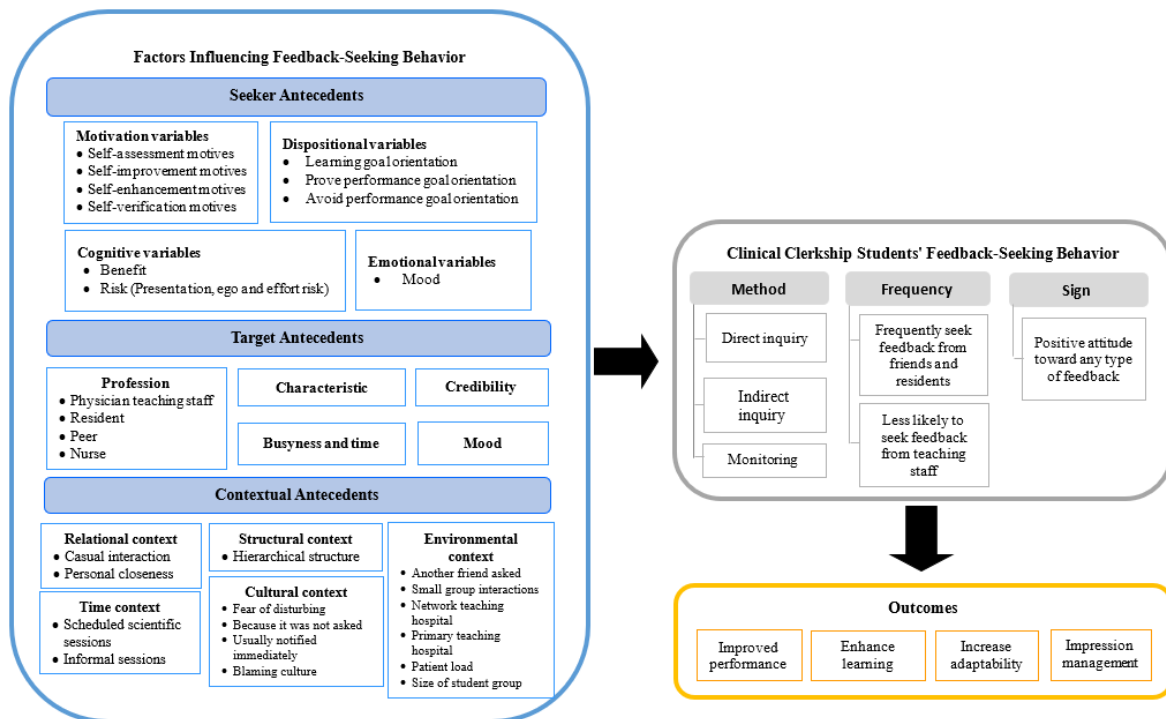 Factors Influencing Feedback-Seeking Behavior
Seeker Antecedents
Motivation variables
• Self-assessment motives
• Self-improvement motives
• Self-enhancement motives
• Self-verification motives
Dispositional variables
• Learning goal orientation
• Prove performance goal orientation
• Avoid performance goal orientation
Cognitive variables
• Benefit
• Risk (Presentation, ego and effort risk)
Emotional variables
• Mood
Target Antecedents
Profession
• Physician teaching staff
• Resident
• Peer
• Nurse
Characteristic
Credibility
Busyness and time
Mood
Contextual Antecedents
Relational context
• Casual interaction
• Personal closeness
Time context
• Scheduled scientific
sessions
• Informal sessions
Structural context
• Hierarchical structure
Cultural context
• Fear of disturbing
• Because it was not asked
• Usually notified
immediately
• Blaming culture
Environmental
context
• Another friend asked
• Small group interactions
• Network teaching
hospital
• Primary teaching
hospital
• Patient load
• Size of student group
Clinical Clerkship Students' Feedback-Seeking Behavior
Method
Direct inquiry
Indirect
inquiry
Monitoring
Frequency
Frequently seek
feedback from
friends and
residents
Less likely to
seek feedback
from teaching
staff
Sign
Positive attitude
toward any type
of feedback
Outcomes
Improved
performance
Enhance
learning
Increase
adaptability
Impression
management